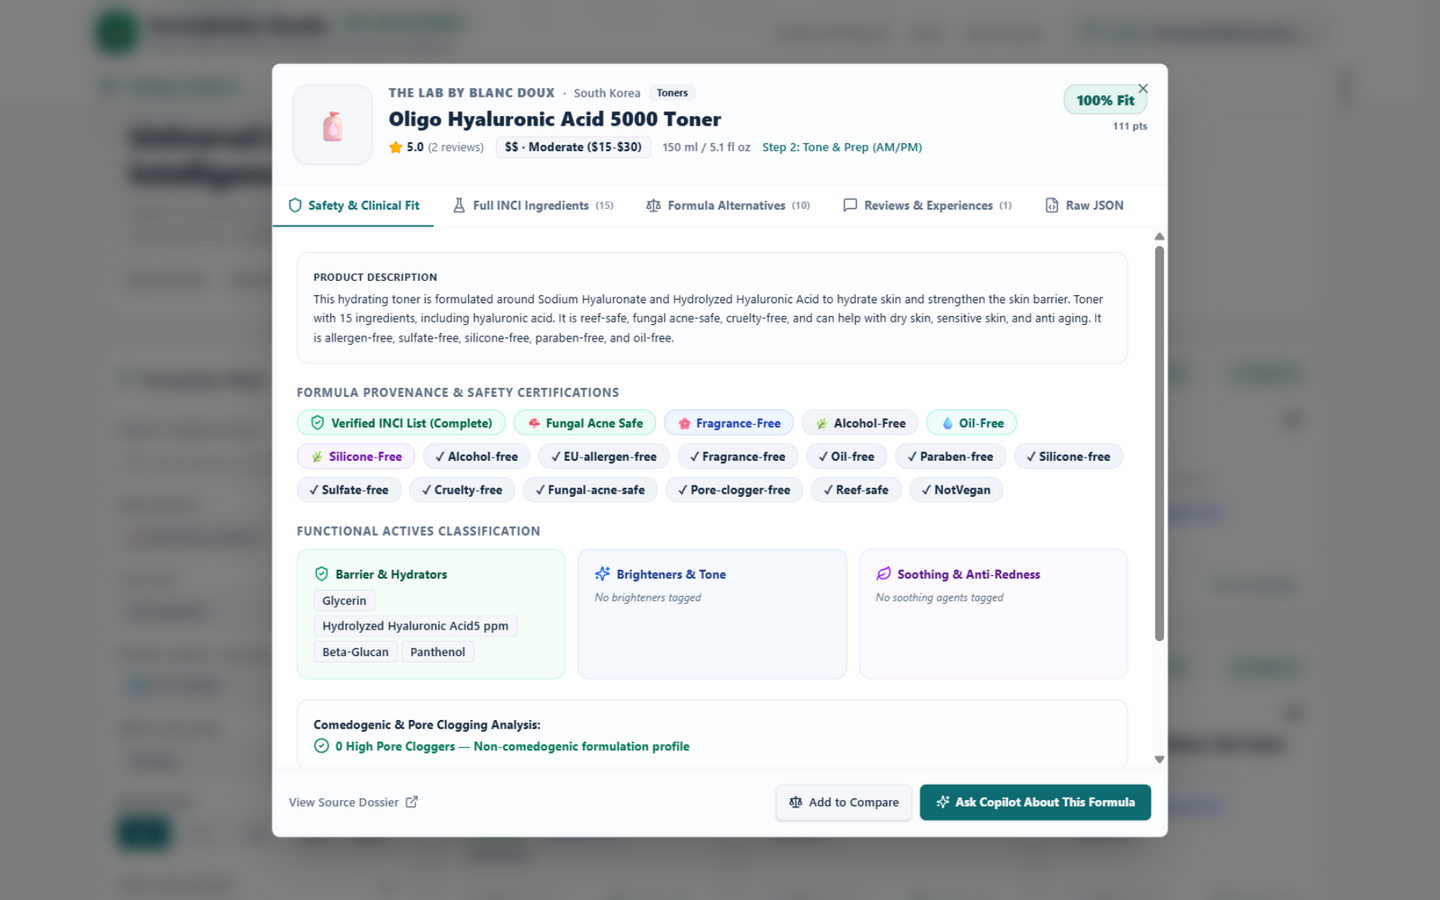 THE LAB BY BLANC DOUX · South Korea Toners
100% Fit
Oligo Hyaluronic Acid 5000 Toner
111 pts
5.0 (2 reviews) $$ · Moderate ($15-$30) 150 ml / 5.1 fl oz Step 2: Tone & Prep (AM/PM)
Safety & Clinical Fit Full INCI Ingredients (15) Formula Alternatives (10) Reviews & Experiences (1) Raw JSON
PRODUCT DESCRIPTION
This hydrating toner is formulated around Sodium Hyaluronate and Hydrolyzed Hyaluronic Acid to hydrate skin and strengthen the skin barrier. Toner
with 15 ingredients, including hyaluronic acid. It is reef-safe, fungal acne-safe, cruelty-free, and can help with dry skin, sensitive skin, and anti aging. It
is allergen-free, sulfate-free, silicone-free, paraben-free, and oil-free.
FORMULA PROVENANCE & SAFETY CERTIFICATIONS
Verified INCI List (Complete) Fungal Acne Safe Fragrance-Free Alcohol-Free Oil-Free
Silicone-Free ✓ Alcohol-free ✓ EU-allergen-free ✓ Fragrance-free ✓ Oil-free ✓ Paraben-free ✓ Silicone-free
✓ Sulfate-free ✓ Cruelty-free ✓ Fungal-acne-safe ✓ Pore-clogger-free ✓ Reef-safe ✓ NotVegan
FUNCTIONAL ACTIVES CLASSIFICATION
Barrier & Hydrators
Glycerin
Hydrolyzed Hyaluronic Acid5 ppm
Beta-Glucan Panthenol
Brighteners & Tone
No brighteners tagged
Soothing & Anti-Redness
No soothing agents tagged
Comedogenic & Pore Clogging Analysis:
0 High Pore Cloggers — Non-comedogenic formulation profile
View Source Dossier Add to Compare Ask Copilot About This Formula